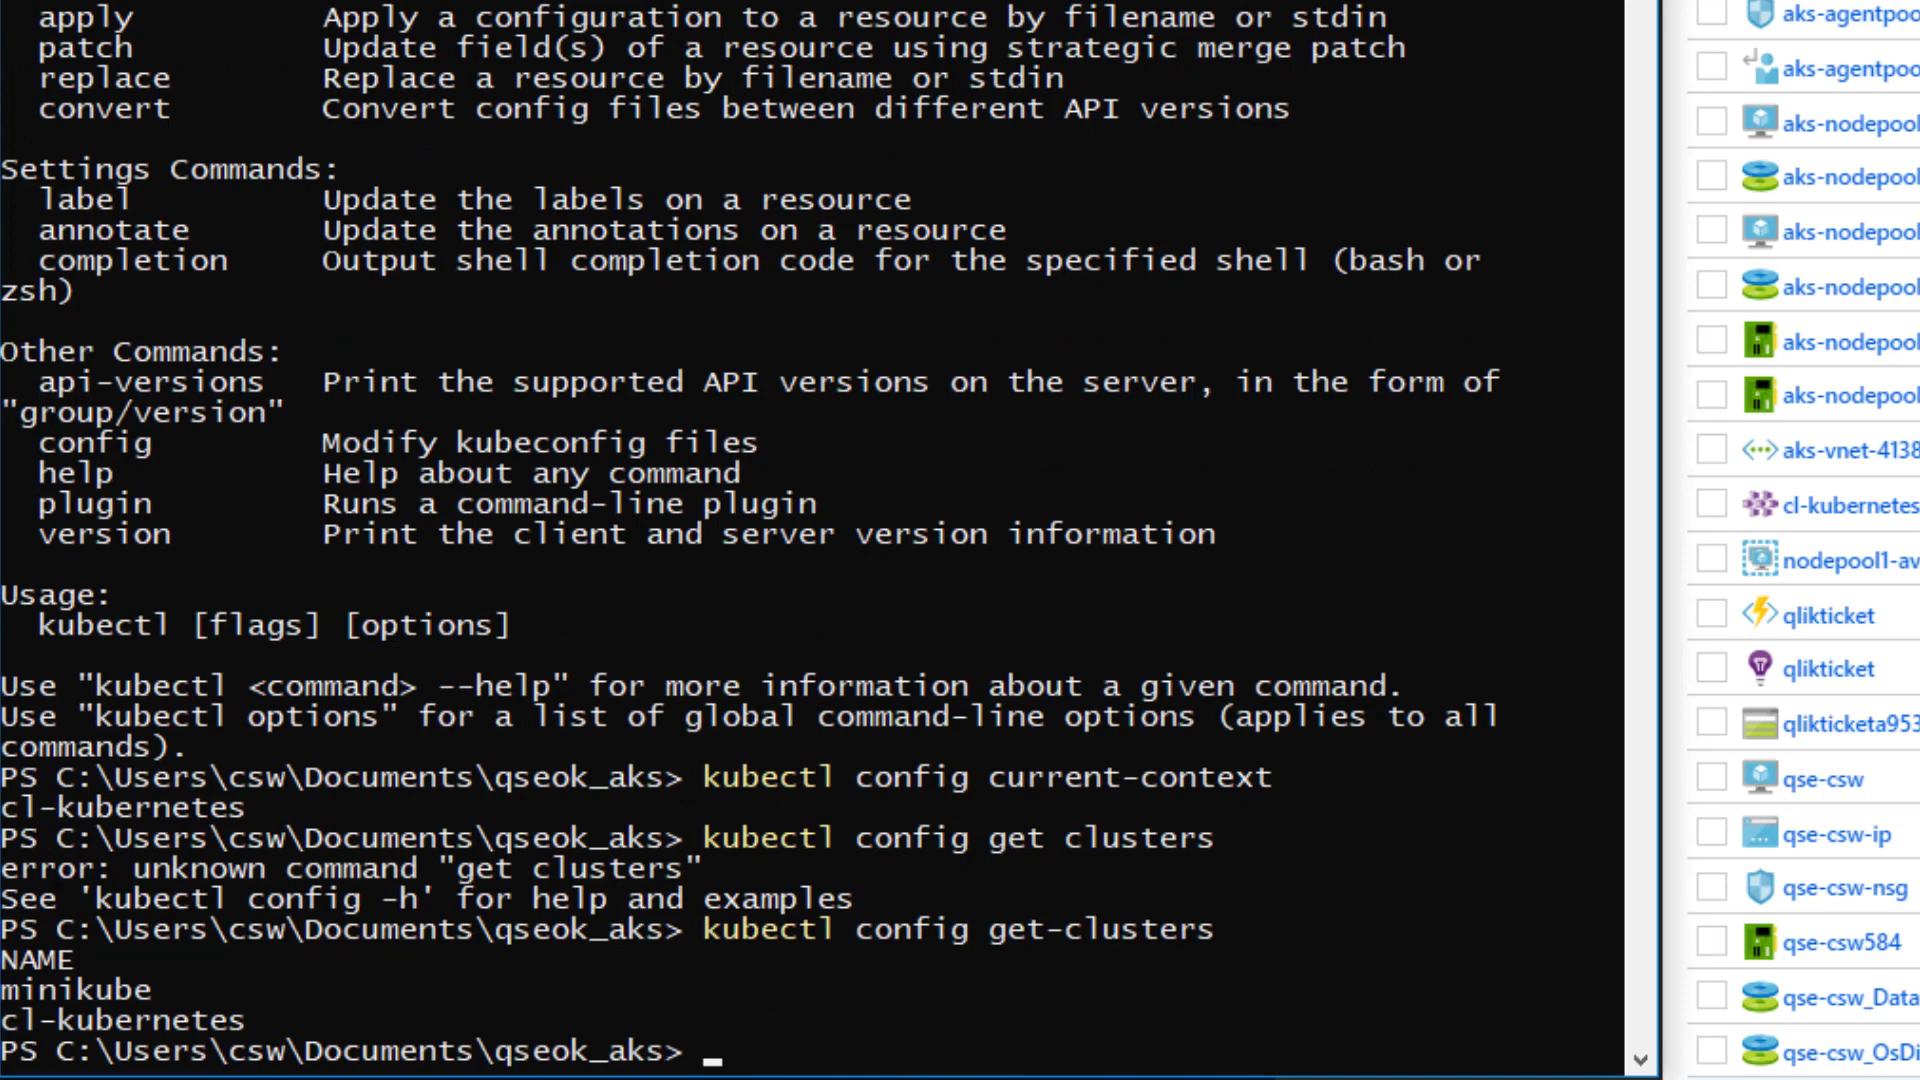 apply          Apply a configuration to a resource by filename or stdin
patch          Update field(s) of a resource using strategic merge patch
replace        Replace a resource by filename or stdin
convert        Convert config files between different API versions
Settings Commands:
label          Update the labels on a resource
annotate       Update the annotations on a resource
completion     Output shell completion code for the specified shell (bash or
zsh)
Other Commands:
api-versions   Print the supported API versions on the server, in the form of
"group/version"
config         Modify kubeconfig files
help           Help about any command
plugin         Runs a command-line plugin
version        Print the client and server version information
Usage:
kubectl [flags] [options]
Use "kubectl <command> --help" for more information about a given command.
Use "kubectl options" for a list of global command-line options (applies to all
commands).
PS C:\Users\csw\Documents\qseok_aks> kubectl config current-context
cl-kubernetes
PS C:\Users\csw\Documents\qseok_aks> kubectl config get clusters
error: unknown command "get clusters"
See 'kubectl config -h' for help and examples
PS C:\Users\csw\Documents\qseok_aks> kubectl config get-clusters
NAME
minikube
cl-kubernetes
PS C:\Users\csw\Documents\qseok_aks> _
aks-agentpoo
aks-agentpoo
aks-nodepool
aks-nodepool
aks-nodepool
aks-nodepool
aks-nodepool
aks-nodepool
aks-vnet-4138
cl-kubernetes
nodepool1-av
qlikticket
qlikticket
qlikticketa953
qse-csw
qse-csw-ip
qse-csw-nsg
qse-csw584
qse-csw_Data
qse-csw_OsDi